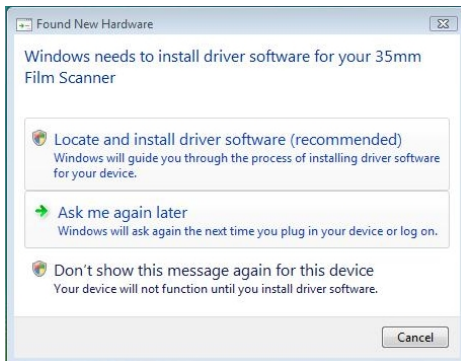 Found New Hardware
Windows needs to install driver software for your 35mm
Film Scanner
Locate and install driver software (recommended)
Windows will guide you through the process of installing driver software
for your device.
Ask me again later
Windows will ask again the next time you plug in your device or log on.
Don't show this message again for this device
Your device will not function until you install driver software.
Cancel